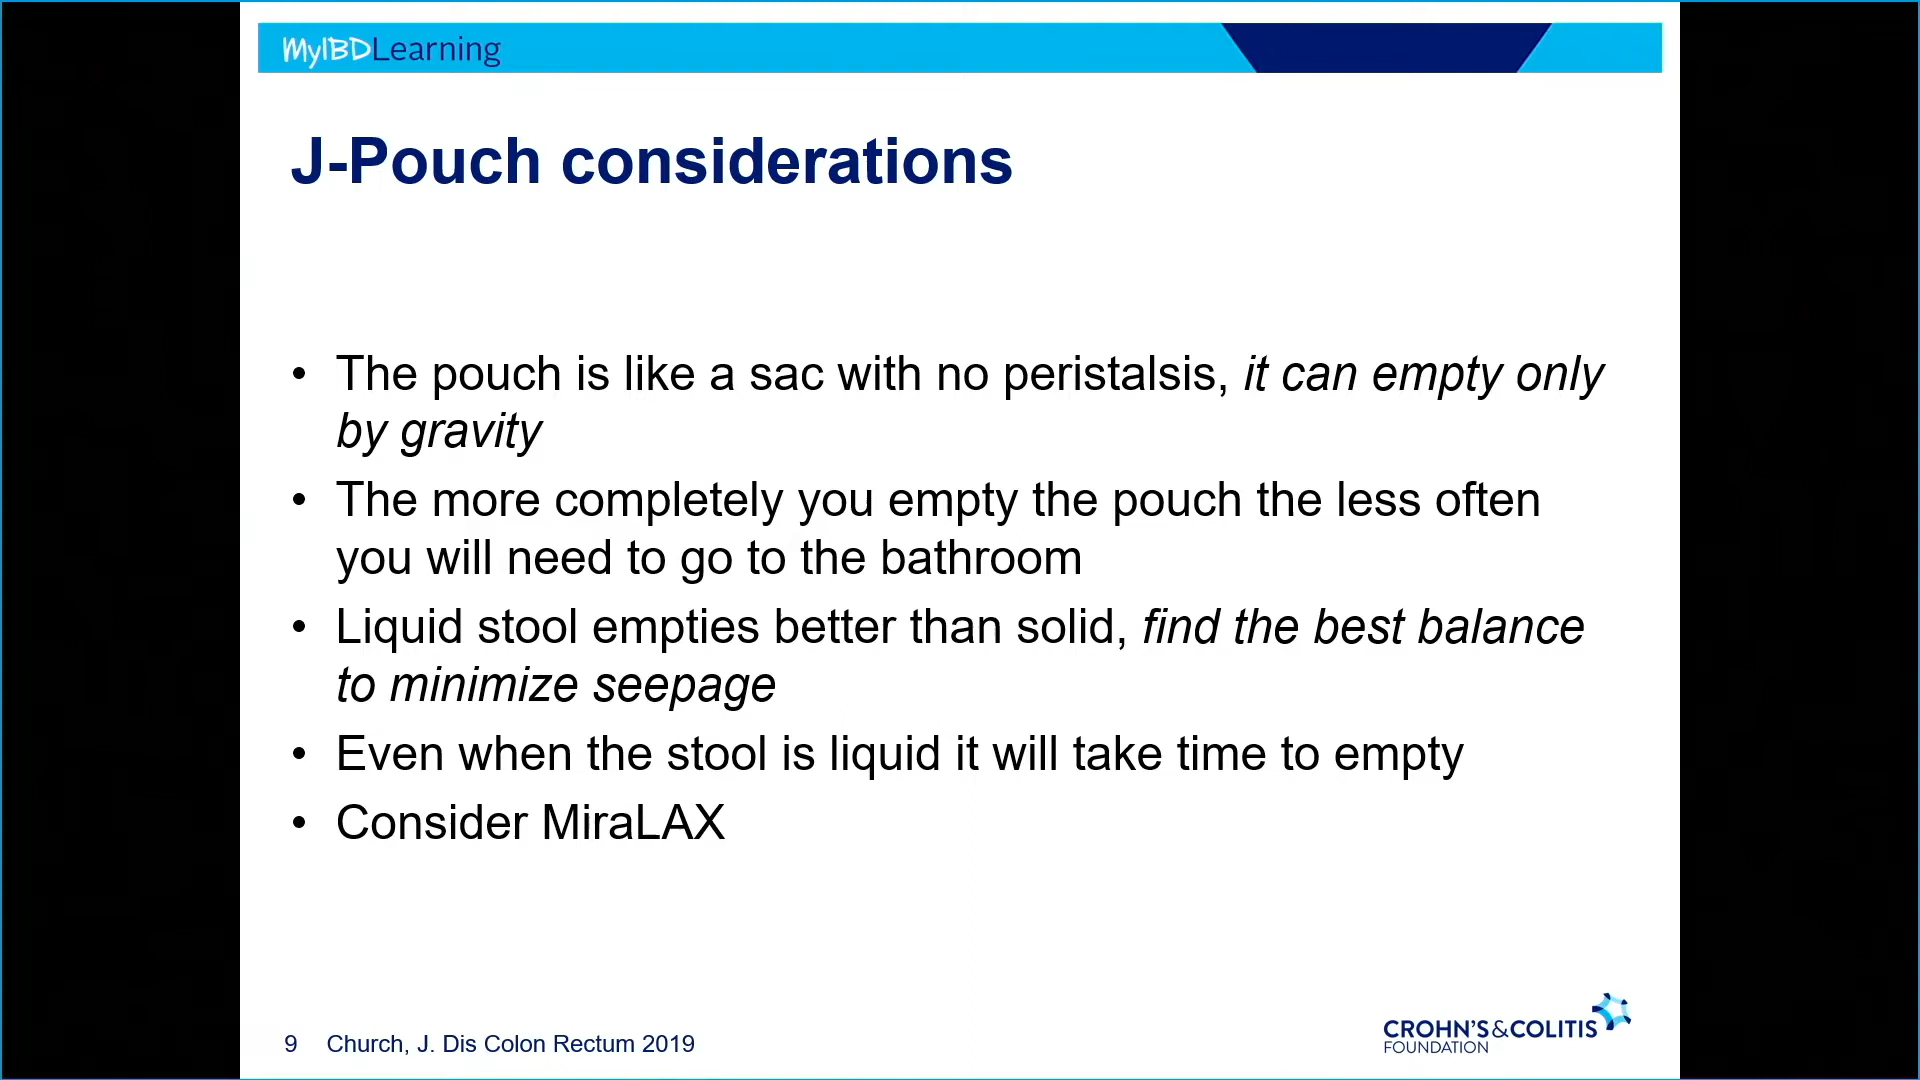 MyIBDLearning
J-Pouch considerations
• The pouch is like a sac with no peristalsis, it can empty only
by gravity
• The more completely you empty the pouch the less often
you will need to go to the bathroom
• Liquid stool empties better than solid, find the best balance
to minimize seepage
• Even when the stool is liquid it will take time to empty
• Consider MiraLAX
9 Church, J. Dis Colon Rectum 2019
CROHN'S&COLITIS
FOUNDATION